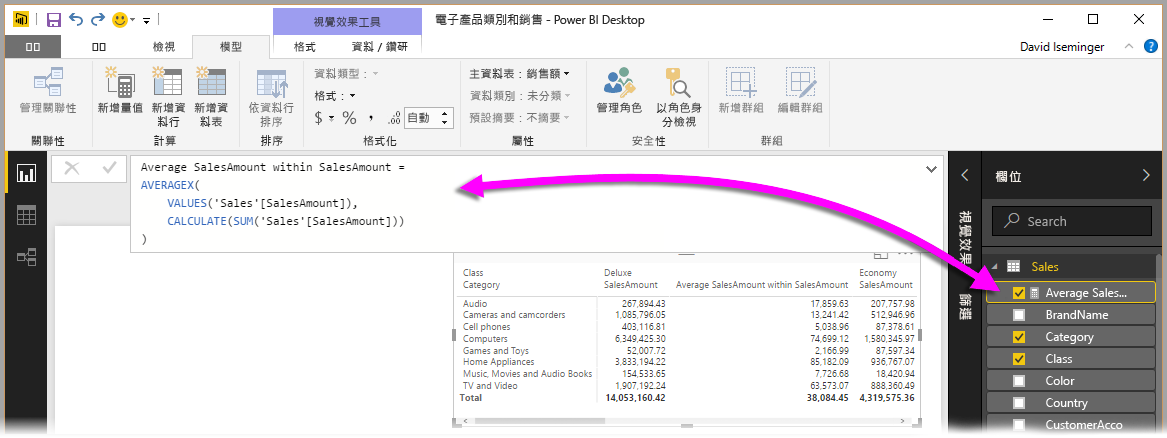 電子產品類別和銷售 - Power BI Desktop
視覺效果工具
檢視 模型 格式 資料 / 鑽研
David Iseminger
管理關聯性
新增量值
新增資料行
新增資料表
依資料行排序
資料類型:
格式:
$ % , .00 自動
主資料表: 銷售額
資料類別: 未分類
預設摘要: 不摘要
管理角色
以角色身分檢視
新增群組
編輯群組
關聯性 計算 排序 格式化 屬性 安全性 群組
Average SalesAmount within SalesAmount =
AVERAGEX(
VALUES('Sales'[SalesAmount]),
CALCULATE(SUM('Sales'[SalesAmount]))
)
Class Deluxe Economy
Category SalesAmount Average SalesAmount within SalesAmount SalesAmount
Audio 267,894.43 17,859.63 207,757.98
Cameras and camcorders 1,085,796.05 13,241.42 512,946.96
Cell phones 403,116.81 5,038.96 87,378.61
Computers 6,349,425.30 74,699.12 1,580,345.97
Games and Toys 52,007.72 2,166.99 87,597.34
Home Appliances 3,833,194.22 85,182.09 936,767.07
Music, Movies and Audio Books 154,533.65 7,726.68 18,420.94
TV and Video 1,907,192.24 63,573.07 888,360.49
Total 14,053,160.42 38,084.45 4,319,575.36
視覺效果
篩選
欄位
Search
Sales
Average Sales...
BrandName
Category
Class
Color
Country
CustomerAcco